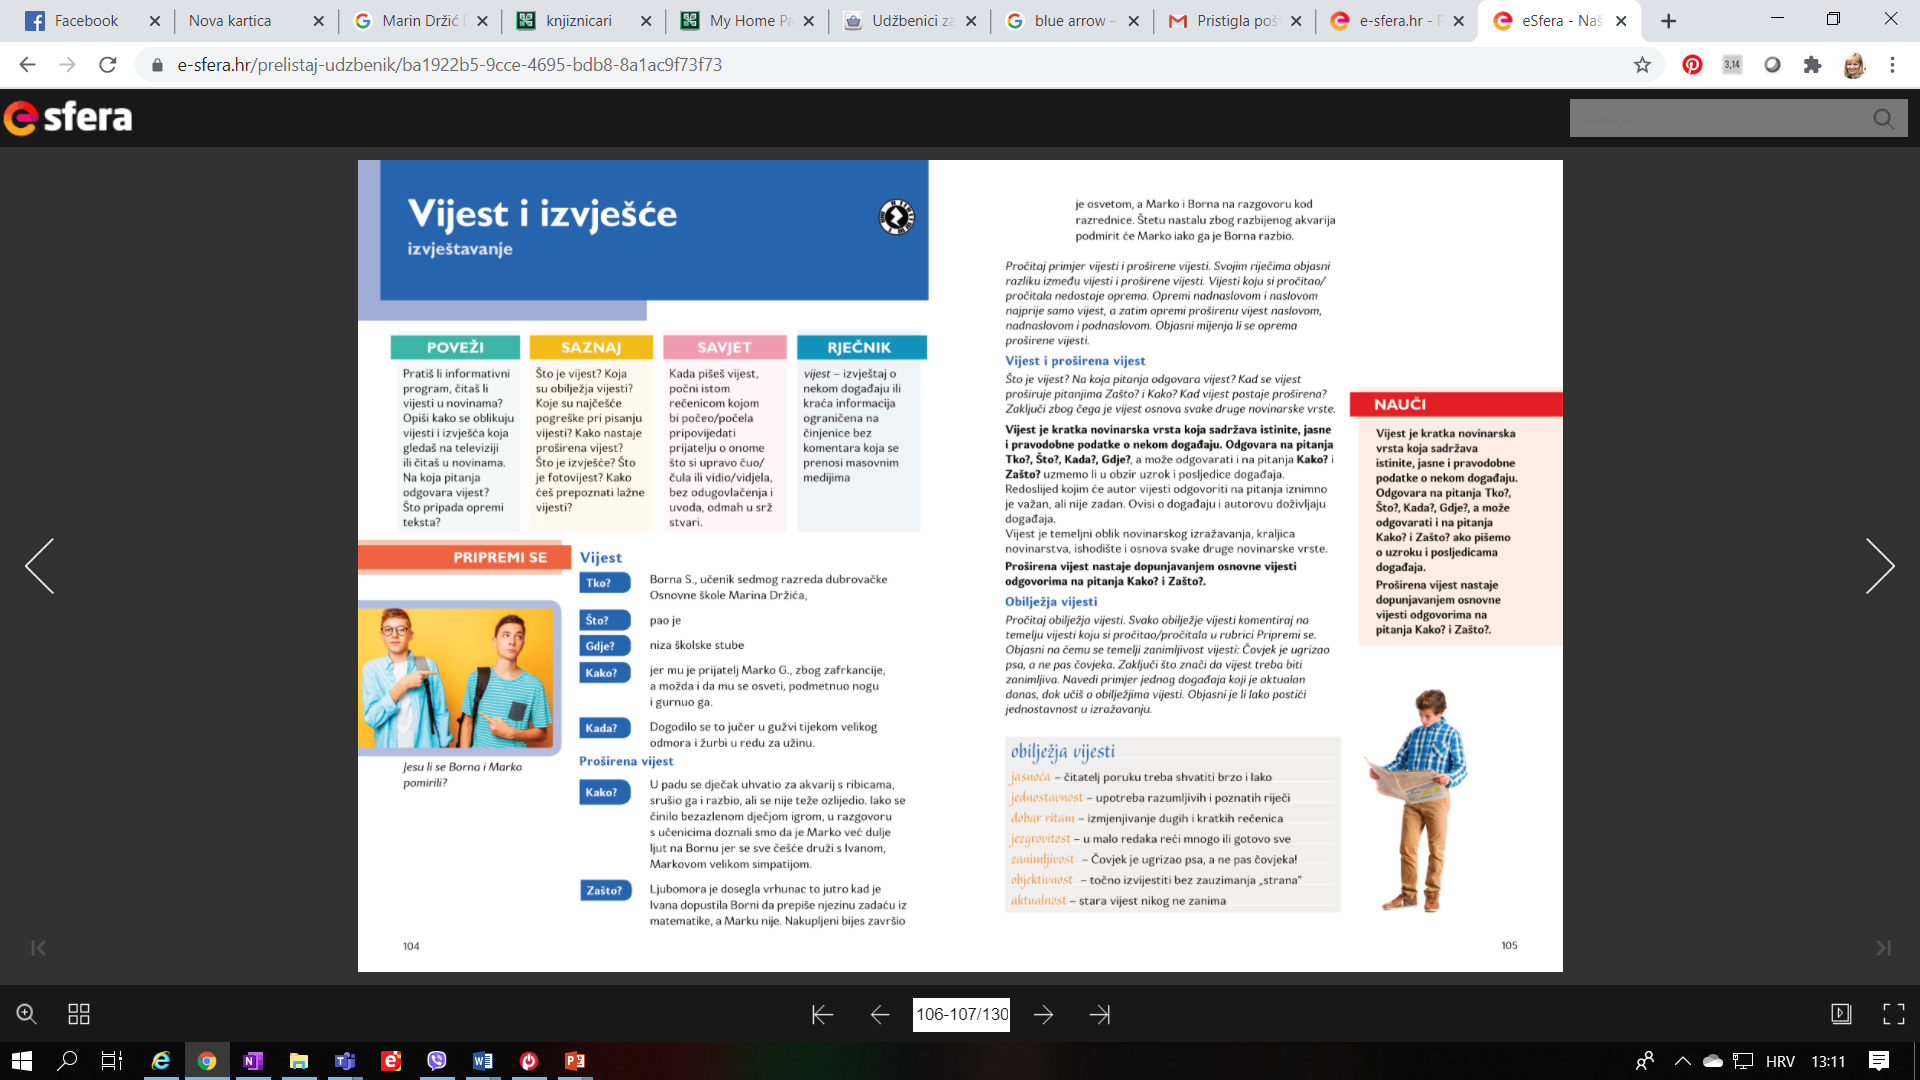 Facebook
Nova kartica
Marin Držić
knjiznicari
My Home Pa
Udžbenici za
blue arrow –
Pristigla poš
e-sfera.hr - P
eSfera - Naš
e-sfera.hr/prelistaj-udzbenik/ba1922b5-9cce-4695-bdb8-8a1ac9f73f73
3,14
e sfera
Vijest i izvješće
izvještavanje
POVEŽI
Pratiš li informativni
program, čitaš li
vijesti u novinama?
Opiši kako se oblikuju
vijesti i izvješća koja
gledaš na televiziji
ili čitaš u novinama.
Na koja pitanja
odgovara vijest?
Što pripada opremi
teksta?
SAZNAJ
Što je vijest? Koja
su obilježja vijesti?
Koje su najčešće
pogreške pri pisanju
vijesti? Kako nastaje
proširena vijest?
Što je izvješće? Što
je fotovijest? Kako
ćeš prepoznati lažne
vijesti?
SAVJET
Kada pišeš vijest,
počni istom
rečenicom kojom
bi počeo/počela
pripovijedati
prijatelju o onome
što si upravo čuo/
čula ili vidio/vidjela,
bez odugovlačenja i
uvoda, odmah u srž
stvari.
RJEČNIK
vijest – izvještaj o
nekom događaju ili
kraća informacija
ograničena na
činjenice bez
komentara koja se
prenosi masovnim
medijima
PRIPREMI SE
Jesu li se Borna i Marko
pomirili?
Vijest
Tko?
Borna S., učenik sedmog razreda dubrovačke
Osnovne škole Marina Držića,
Što?
pao je
Gdje?
niza školske stube
Kako?
jer mu je prijatelj Marko G., zbog zafrkancije,
a možda i da mu se osveti, podmetnuo nogu
i gurnuo ga.
Kada?
Dogodilo se to jučer u gužvi tijekom velikog
odmora i žurbi u redu za užinu.
Proširena vijest
Kako?
U padu se dječak uhvatio za akvarij s ribicama,
srušio ga i razbio, ali se nije teže ozlijedio. Iako se
činilo bezazlenom dječjom igrom, u razgovoru
s učenicima doznali smo da je Marko već dulje
ljut na Bornu jer se sve češće druži s Ivanom,
Markovom velikom simpatijom.
Zašto?
Ljubomora je dosegla vrhunac to jutro kad je
Ivana dopustila Borni da prepiše njezinu zadaću iz
matematike, a Marku nije. Nakupljeni bijes završio
104
je osvetom, a Marko i Borna na razgovoru kod
razrednice. Štetu nastalu zbog razbijenog akvarija
podmirit će Marko iako ga je Borna razbio.
Pročitaj primjer vijesti i proširene vijesti. Svojim riječima objasni
razliku između vijesti i proširene vijesti. Vijesti koju si pročitao/
pročitala nedostaje oprema. Opremi nadnaslovom i naslovom
najprije samo vijest, a zatim opremi proširenu vijest naslovom,
nadnaslovom i podnaslovom. Objasni mijenja li se oprema
proširene vijesti.
Vijest i proširena vijest
Što je vijest? Na koja pitanja odgovara vijest? Kad se vijest
proširuje pitanjima Zašto? i Kako? Kad vijest postaje proširena?
Zaključi zbog čega je vijest osnova svake druge novinarske vrste.
Vijest je kratka novinarska vrsta koja sadržava istinite, jasne
i pravodobne podatke o nekom događaju. Odgovara na pitanja
Tko?, Što?, Kada?, Gdje?, a može odgovarati i na pitanja Kako? i
Zašto? uzmemo li u obzir uzrok i posljedice događaja.
Redoslijed kojim će autor vijesti odgovoriti na pitanja iznimno
je važan, ali nije zadan. Ovisi o događaju i autorovu doživljaju
događaja.
Vijest je temeljni oblik novinarskog izražavanja, kraljica
novinarstva, ishodište i osnova svake druge novinarske vrste.
Proširena vijest nastaje dopunjavanjem osnovne vijesti
odgovorima na pitanja Kako? i Zašto?.
Obilježja vijesti
Pročitaj obilježja vijesti. Svako obilježje vijesti komentiraj na
temelju vijesti koju si pročitao/pročitala u rubrici Pripremi se.
Objasni na čemu se temelji zanimljivost vijesti: Čovjek je ugrizao
psa, a ne pas čovjeka. Zaključi što znači da vijest treba biti
zanimljiva. Navedi primjer jednog događaja koji je aktualan
danas, dok učiš o obilježjima vijesti. Objasni je li lako postići
jednostavnost u izražavanju.
obilježja vijesti
jasnoća – čitatelj poruku treba shvatiti brzo i lako
jednostavnost – upotreba razumljivih i poznatih riječi
dobar ritam – izmjenjivanje dugih i kratkih rečenica
jezgrovitost – u malo redaka reći mnogo ili gotovo sve
zanimljivost – Čovjek je ugrizao psa, a ne pas čovjeka!
objektivnost – točno izvijestiti bez zauzimanja „strana"
aktualnost – stara vijest nikog ne zanima
NAUČI
Vijest je kratka novinarska
vrsta koja sadržava
istinite, jasne i pravodobne
podatke o nekom događaju.
Odgovara na pitanja Tko?,
Što?, Kada?, Gdje?, a može
odgovarati i na pitanja
Kako? i Zašto? ako pišemo
o uzroku i posljedicama
događaja.
Proširena vijest nastaje
dopunjavanjem osnovne
vijesti odgovorima na
pitanja Kako? i Zašto?.
105
106-107/130
HRV
13:11